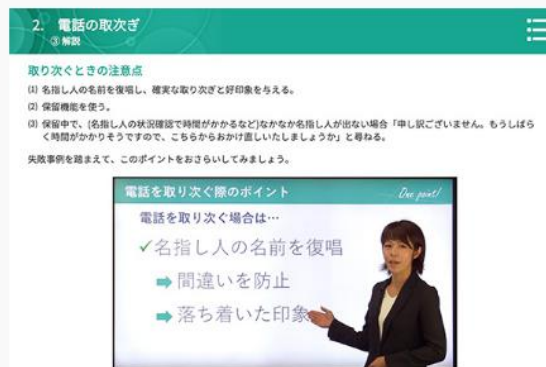 2. 電話の取次ぎ
③ 解説
取り次ぐときの注意点
(1) 名指し人の名前を復唱し、確実な取り次ぎと好印象を与える。
(2) 保留機能を使う。
(3) 保留中で、(名指し人の状況確認で時間がかかるなど)なかなか名指し人が出ない場合「申し訳ございません。もうしばら
く時間がかかりそうですので、こちらからおかけ直しいたしましょうか」と尋ねる。
失敗事例を踏まえて、このポイントをおさらいしてみましょう。
電話を取り次ぐ際のポイント
One point!
電話を取り次ぐ場合は…
✓名指し人の名前を復唱
➡間違いを防止
➡落ち着いた印象